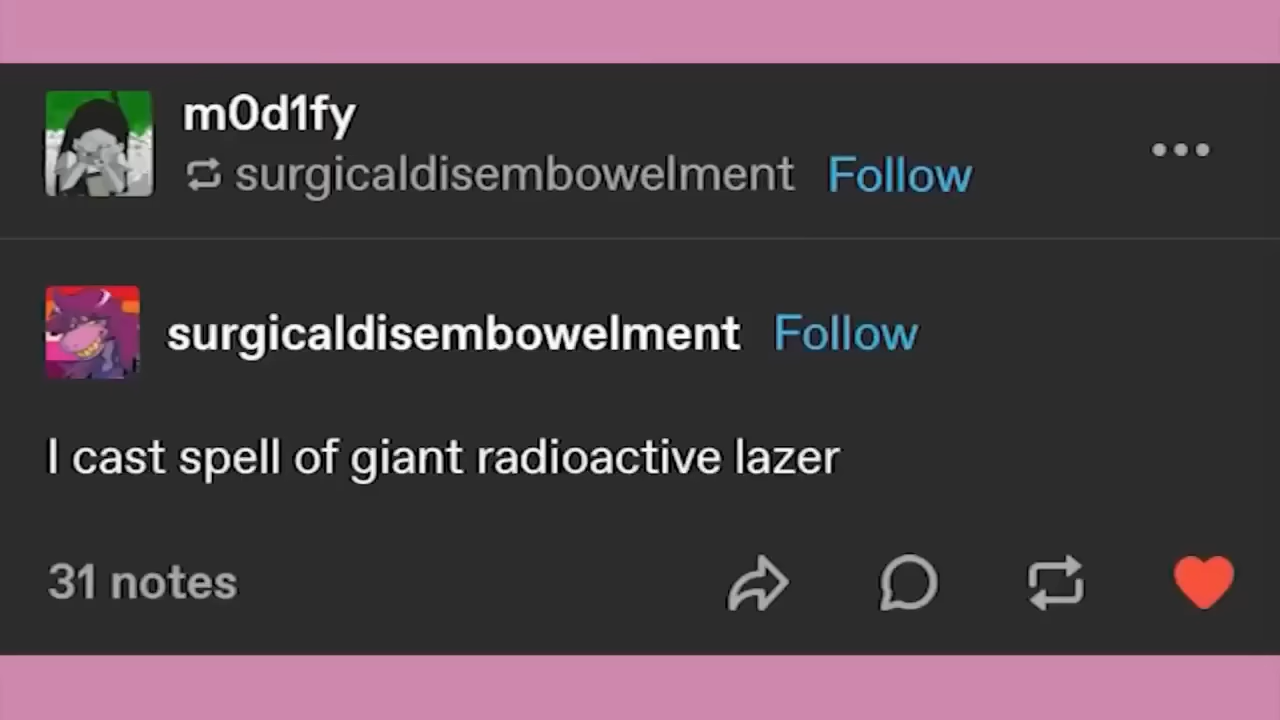 m0d1fy
surgicaldisembowelment Follow
surgicaldisembowelment Follow
I cast spell of giant radioactive lazer
31 notes